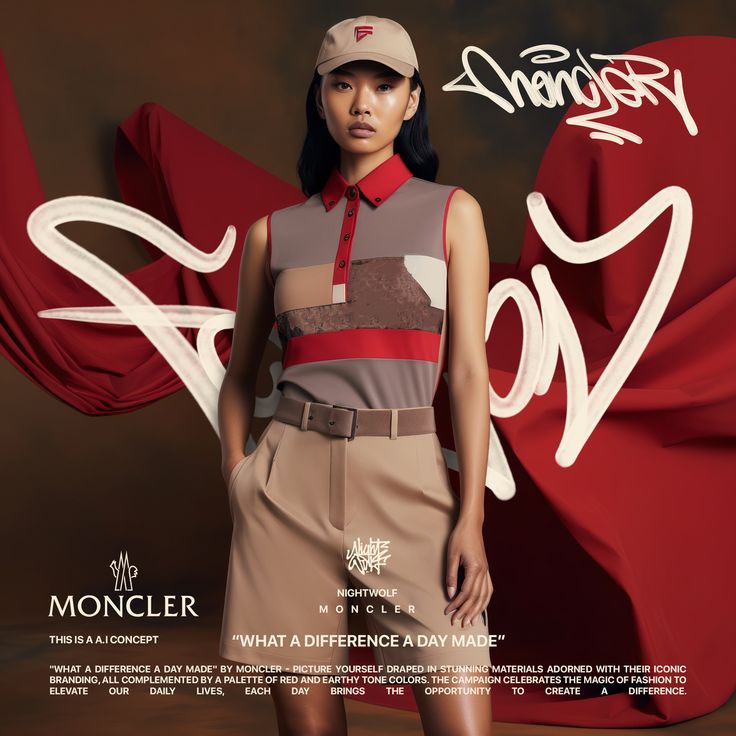 MONCLER
Night
Wolf
NIGHTWOLF
MONCLER
MONCLER
THIS IS A A.I CONCEPT
“WHAT A DIFFERENCE A DAY MADE”
"WHAT A DIFFERENCE A DAY MADE" BY MONCLER - PICTURE YOURSELF DRAPED IN STUNNING MATERIALS ADORNED WITH THEIR ICONIC
BRANDING, ALL COMPLEMENTED BY A PALETTE OF RED AND EARTHY TONE COLORS. THE CAMPAIGN CELEBRATES THE MAGIC OF FASHION TO
ELEVATE OUR DAILY LIVES, EACH DAY BRINGS THE OPPORTUNITY TO CREATE A DIFFERENCE.